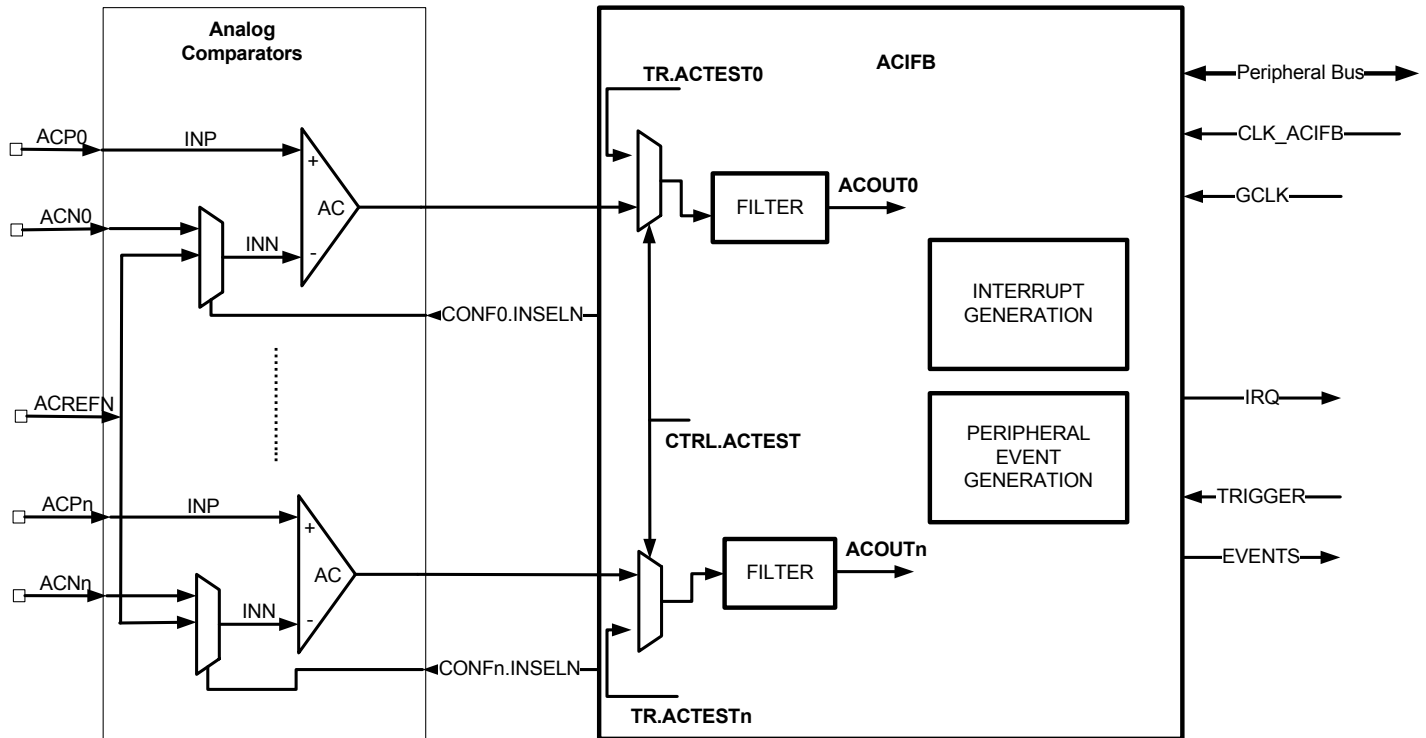 Analog
Comparators
ACIFB
TR.ACTEST0
Peripheral Bus
ACP0
INP
+
AC
-
CLK_ACIFB
ACN0
INN
FILTER
ACOUT0
GCLK
CONF0.INSELN
INTERRUPT
GENERATION
ACREFN
CTRL.ACTEST
PERIPHERAL
EVENT
GENERATION
IRQ
ACPn
INP
+
AC
-
TRIGGER
ACNn
INN
FILTER
ACOUTn
EVENTS
CONFn.INSELN
TR.ACTESTn